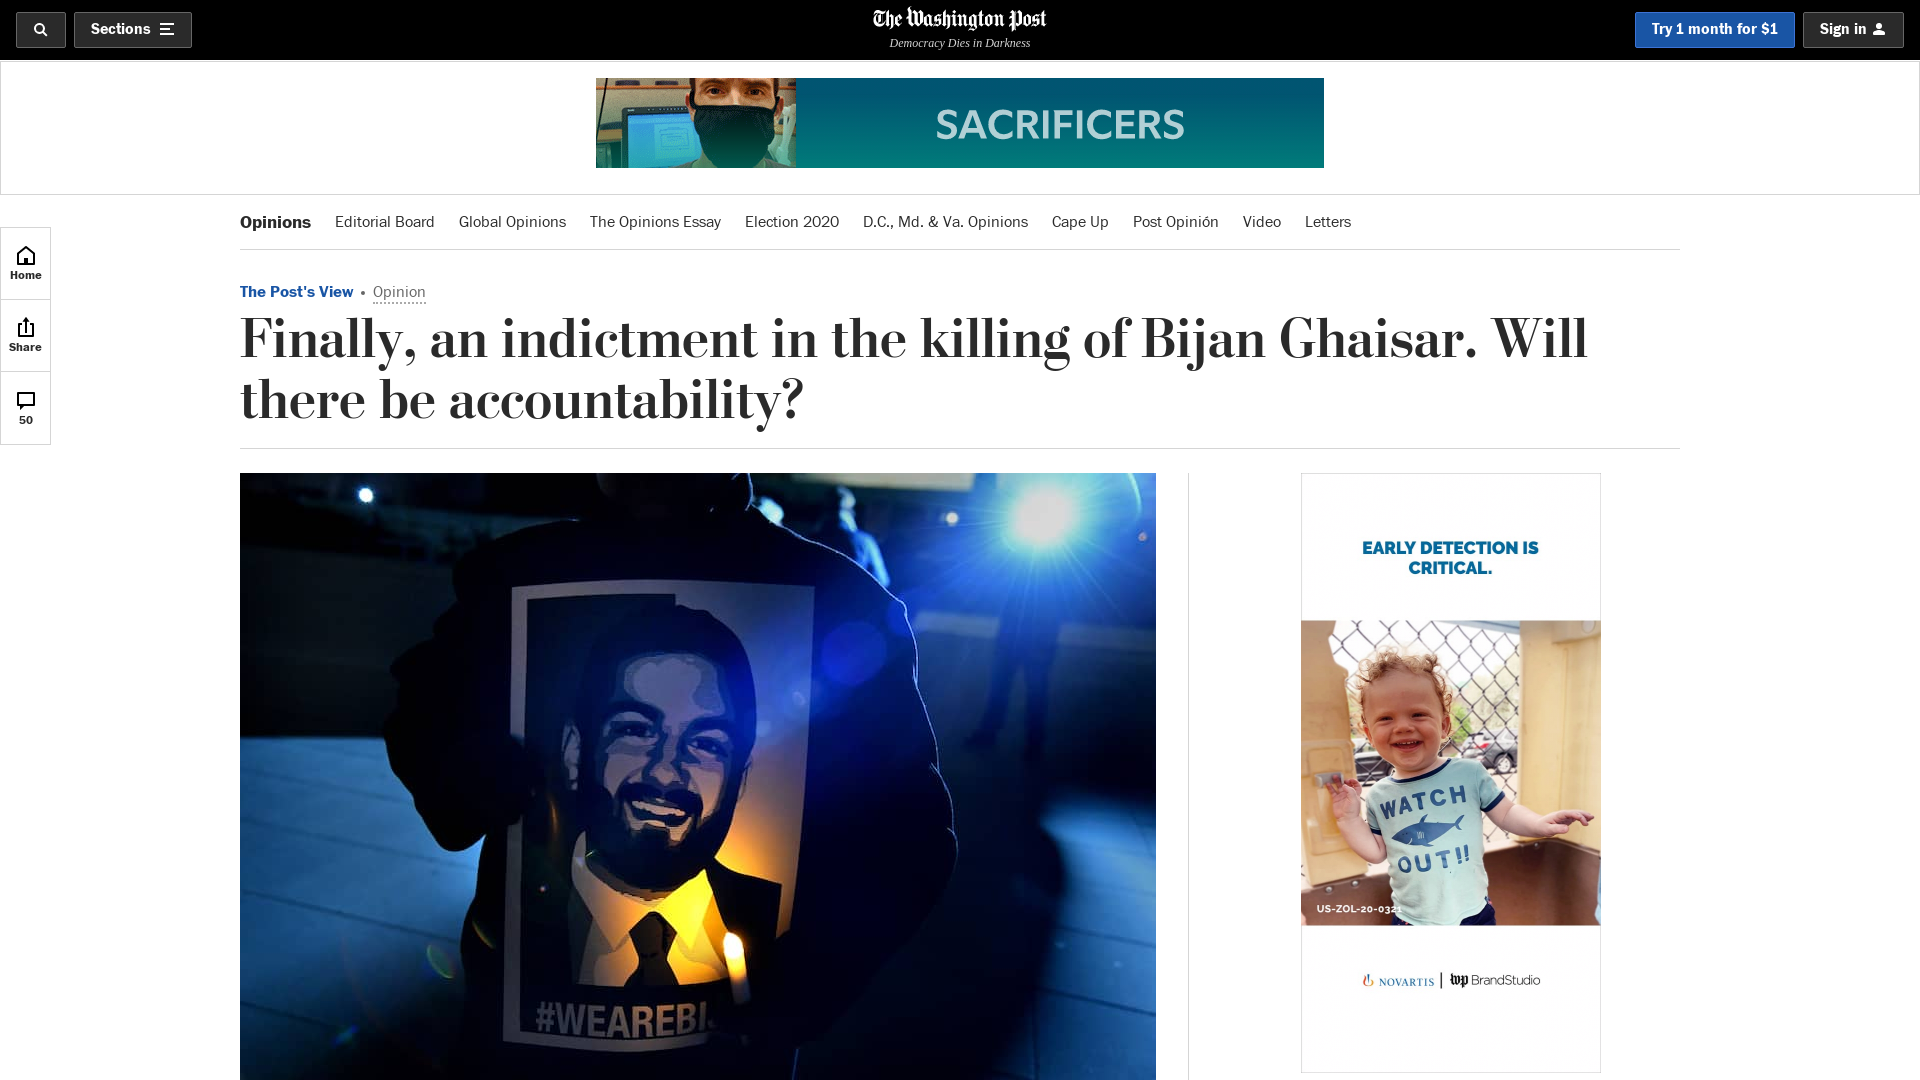 Sections
The Washington Post
Democracy Dies in Darkness
Try 1 month for $1
Sign in
SACRIFICERS
Opinions Editorial Board Global Opinions The Opinions Essay Election 2020 D.C., Md. & Va. Opinions Cape Up Post Opinión Video Letters
Home
Share
50
The Post's View • Opinion
Finally, an indictment in the killing of Bijan Ghaisar. Will
there be accountability?
#WEAREBI
EARLY DETECTION IS
CRITICAL.
WATCH
OUT!!
US-ZOL-20-0321
NOVARTIS | wp BrandStudio